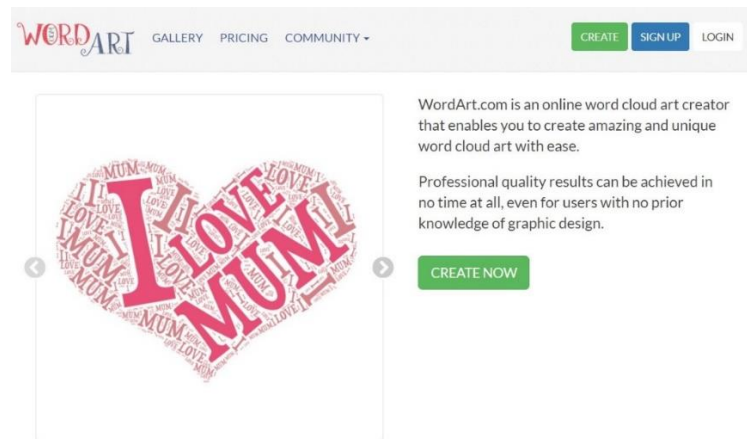 WORDART GALLERY PRICING COMMUNITY CREATE SIGN UP LOGIN
WordArt.com is an online word cloud art creator
that enables you to create amazing and unique
word cloud art with ease.
Professional quality results can be achieved in
no time at all, even for users with no prior
knowledge of graphic design.
CREATE NOW
I LOVE
MUM